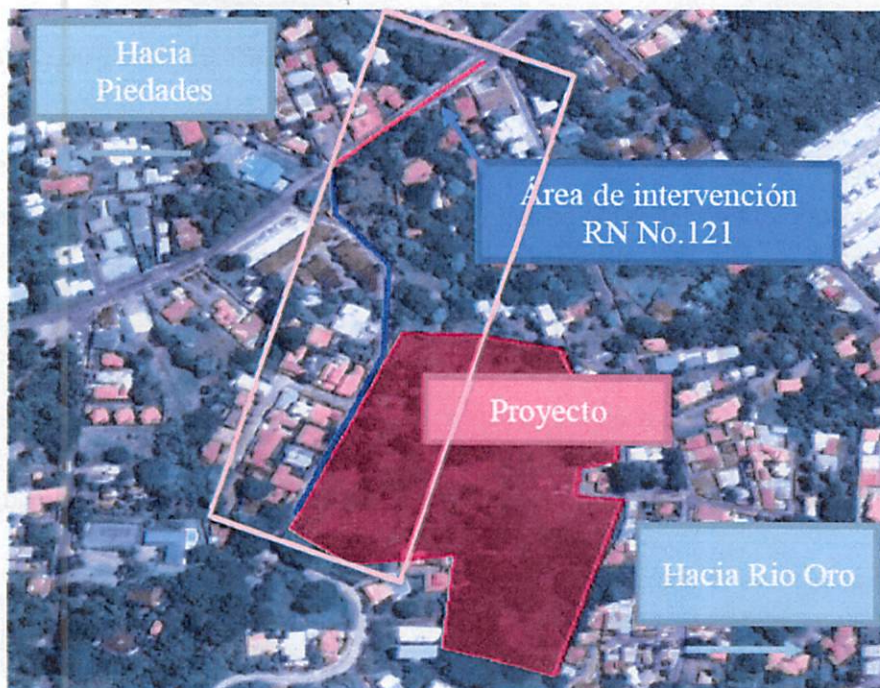 Hacia
Piedades
Área de intervención
RN No.121
Proyecto
Hacia Rio Oro